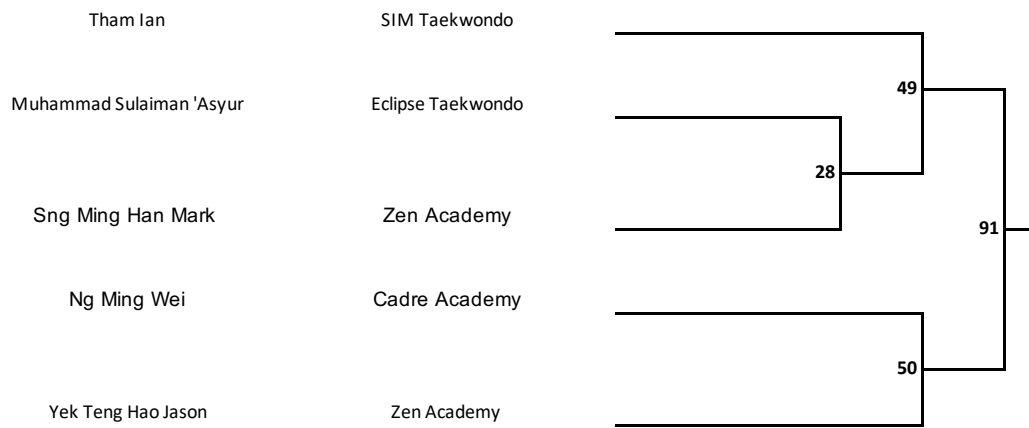 Tham Ian SIM Taekwondo
49
Muhammad Sulaiman 'Asyur Eclipse Taekwondo
28
Sng Ming Han Mark Zen Academy
91
Ng Ming Wei Cadre Academy
50
Yek Teng Hao Jason Zen Academy